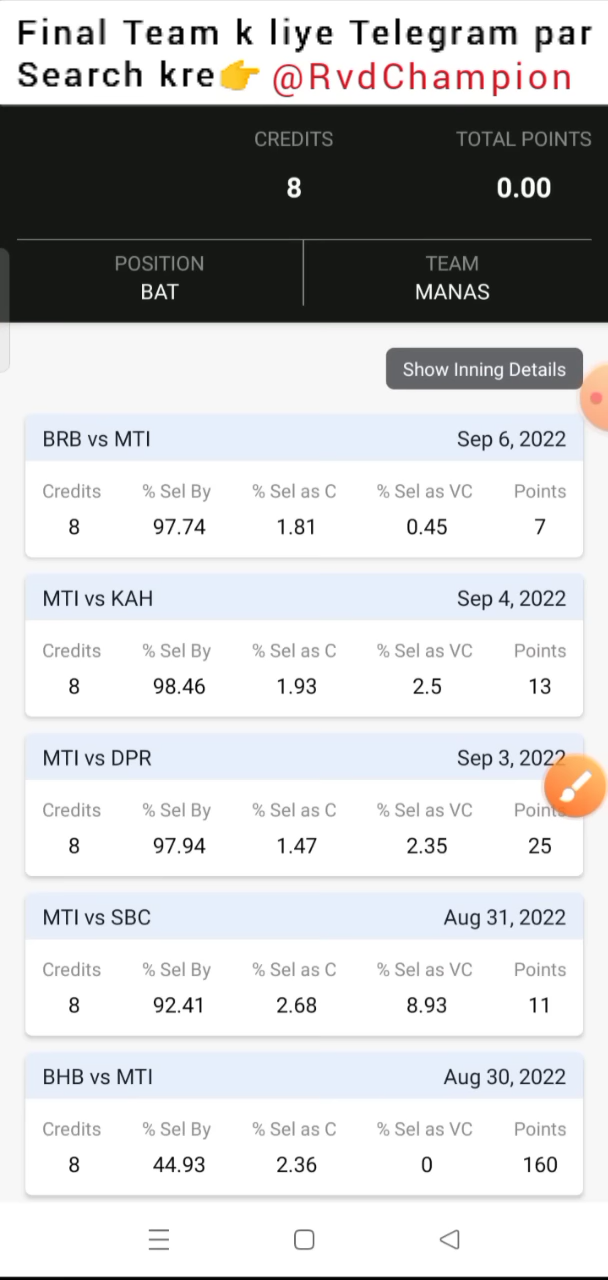 Final Team k liye Telegram par
Search kre👉 @RvdChampion
CREDITS TOTAL POINTS
8 0.00
POSITION TEAM
BAT MANAS
Show Inning Details
BRB vs MTI Sep 6, 2022
Credits % Sel By % Sel as C % Sel as VC Points
8 97.74 1.81 0.45 7
MTI vs KAH Sep 4, 2022
Credits % Sel By % Sel as C % Sel as VC Points
8 98.46 1.93 2.5 13
MTI vs DPR Sep 3, 2022
Credits % Sel By % Sel as C % Sel as VC Points
8 97.94 1.47 2.35 25
MTI vs SBC Aug 31, 2022
Credits % Sel By % Sel as C % Sel as VC Points
8 92.41 2.68 8.93 11
BHB vs MTI Aug 30, 2022
Credits % Sel By % Sel as C % Sel as VC Points
8 44.93 2.36 0 160